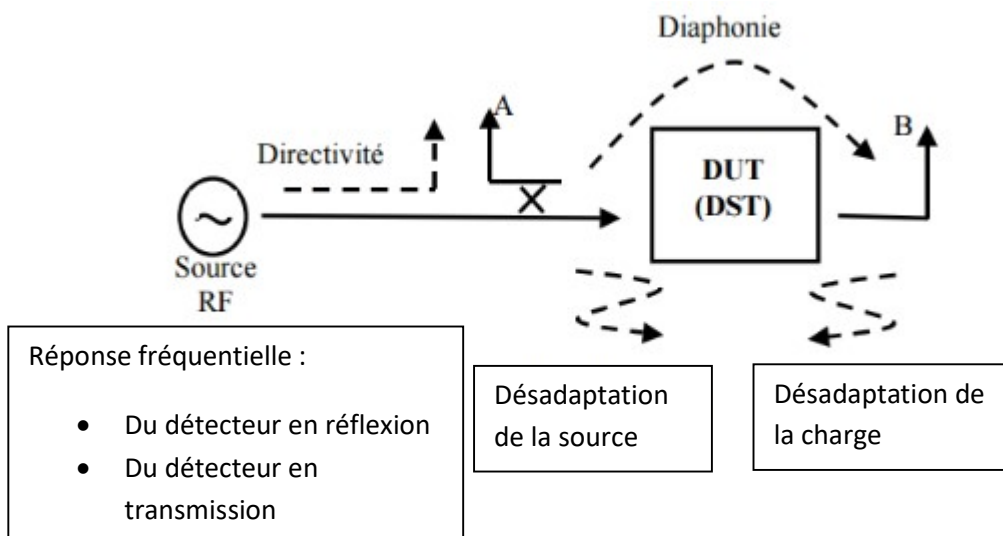 Diaphonie
A
B
Directivité
DUT
(DST)
~
Source
RF
Réponse fréquentielle :
• Du détecteur en réflexion
• Du détecteur en
transmission
Désadaptation
de la source
Désadaptation de
la charge